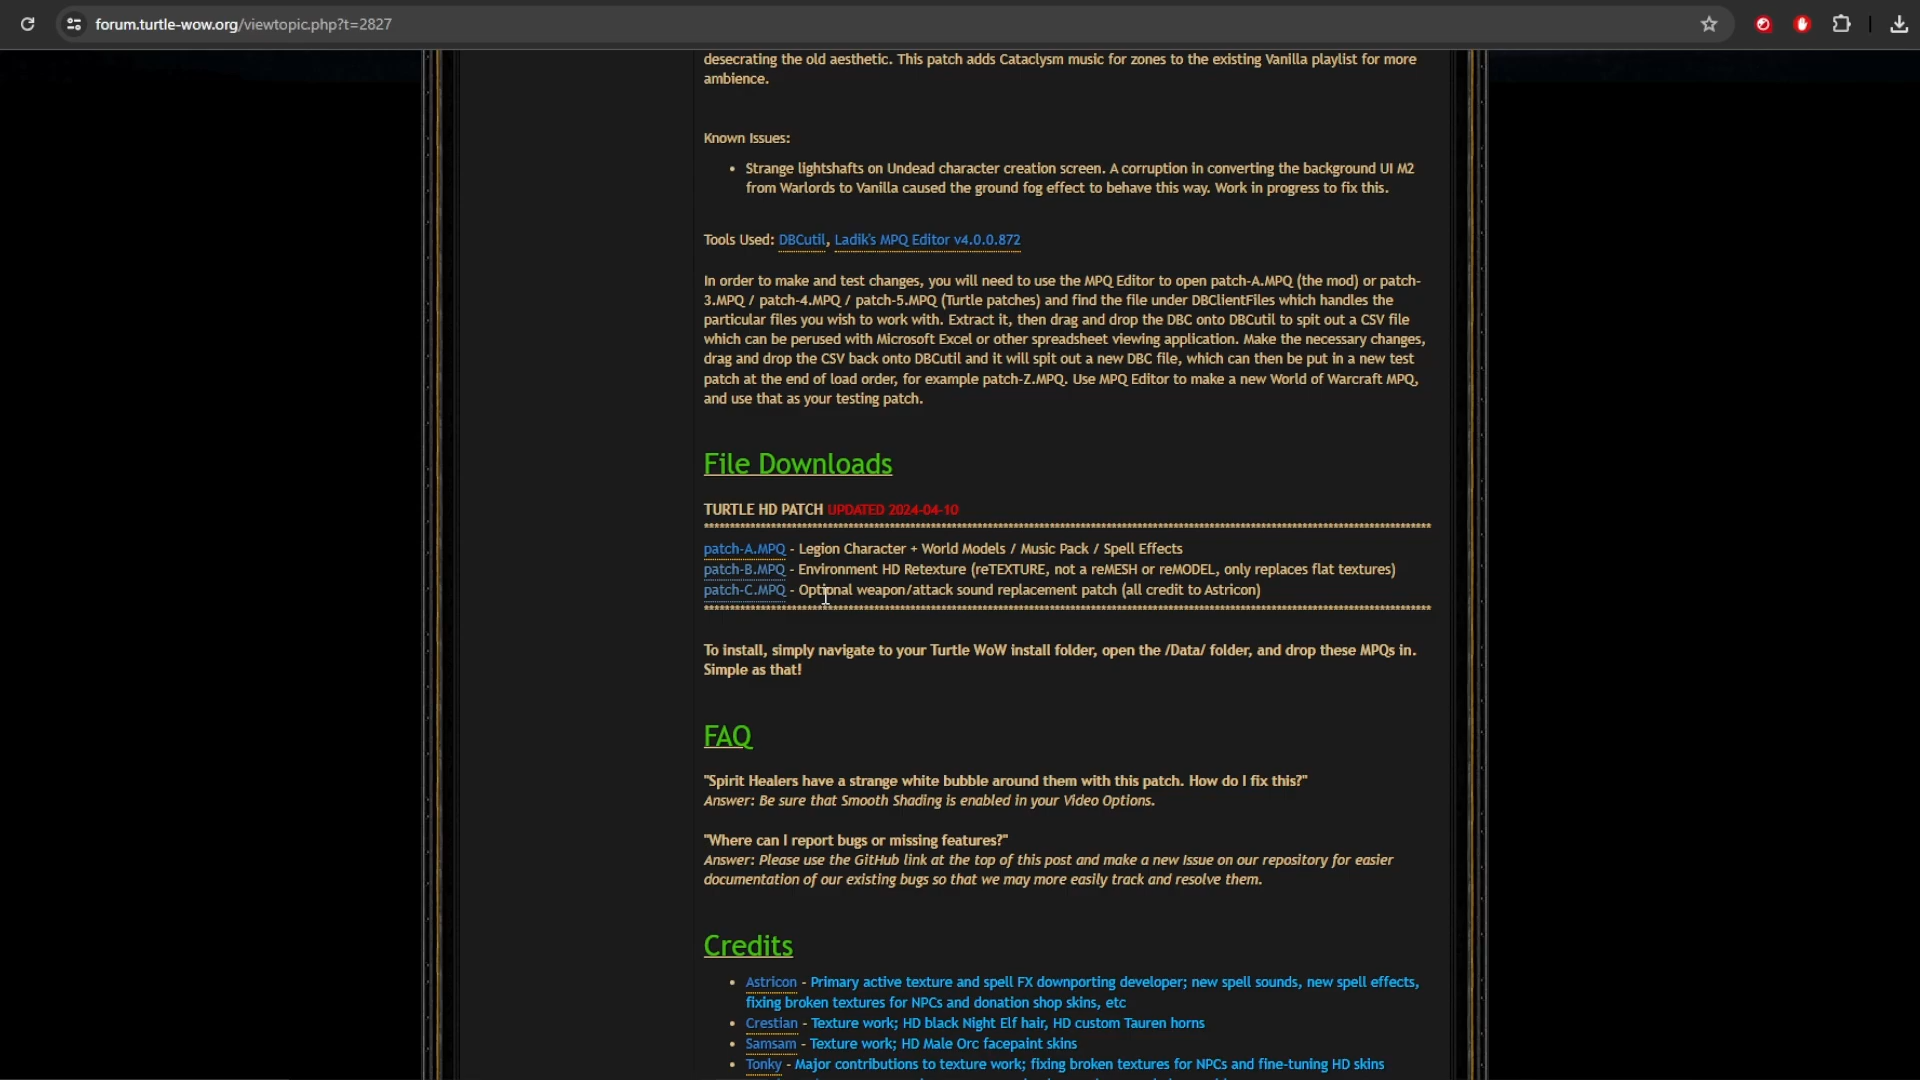 forum.turtle-wow.org/viewtopic.php?t=2827
desecrating the old aesthetic. This patch adds Cataclysm music for zones to the existing Vanilla playlist for more
ambience.
Known Issues:
• Strange lightshafts on Undead character creation screen. A corruption in converting the background UI M2
from Warlords to Vanilla caused the ground fog effect to behave this way. Work in progress to fix this.
Tools Used: DBCutil, Ladik's MPQ Editor v4.0.0.872
In order to make and test changes, you will need to use the MPQ Editor to open patch-A.MPQ (the mod) or patch-
3.MPQ / patch-4.MPQ / patch-5.MPQ (Turtle patches) and find the file under DBClientFiles which handles the
particular files you wish to work with. Extract it, then drag and drop the DBC onto DBCutil to spit out a CSV file
which can be perused with Microsoft Excel or other spreadsheet viewing application. Make the necessary changes,
drag and drop the CSV back onto DBCutil and it will spit out a new DBC file, which can then be put in a new test
patch at the end of load order, for example patch-Z.MPQ. Use MPQ Editor to make a new World of Warcraft MPQ,
and use that as your testing patch.
File Downloads
TURTLE HD PATCH UPDATED 2024-04-10
patch-A.MPQ - Legion Character + World Models / Music Pack / Spell Effects
patch-B.MPQ - Environment HD Retexture (reTEXTURE, not a reMESH or reMODEL, only replaces flat textures)
patch-C.MPQ - Optional weapon/attack sound replacement patch (all credit to Astricon)
To install, simply navigate to your Turtle WoW install folder, open the /Data/ folder, and drop these MPQs in.
Simple as that!
FAQ
"Spirit Healers have a strange white bubble around them with this patch. How do I fix this?"
Answer: Be sure that Smooth Shading is enabled in your Video Options.
"Where can I report bugs or missing features?"
Answer: Please use the GitHub link at the top of this post and make a new Issue on our repository for easier
documentation of our existing bugs so that we may more easily track and resolve them.
Credits
• Astricon - Primary active texture and spell FX downporting developer; new spell sounds, new spell effects,
fixing broken textures for NPCs and donation shop skins, etc
• Crestian - Texture work; HD black Night Elf hair, HD custom Tauren horns
• Samsam - Texture work; HD Male Orc facepaint skins
• Tonky - Major contributions to texture work; fixing broken textures for NPCs and fine-tuning HD skins